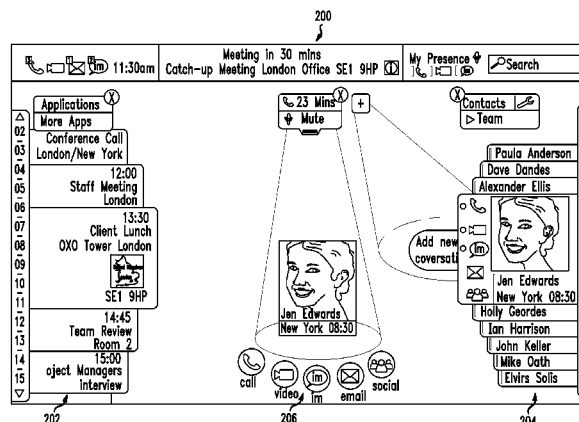 200
11:30am
Meeting in 30 mins
Catch-up Meeting London Office SE1 9HP
My Presence
im
Search
Applications
X
More Apps
Conference Call
London/New York
12:00
Staff Meeting
London
13:30
Client Lunch
OXO Tower London
SE1 9HP
14:45
Team Review
Room 2
15:00
oject Managers
interview
02
03
04
05
06
07
08
09
10
11
12
13
14
15
202
23 Mins
X
+
Mute
Jen Edwards
New York 08:30
call
video
im
im
email
social
206
X
Contacts
Team
Paula Anderson
Dave Dandes
Alexander Ellis
Add new
coversati
im
Jen Edwards
New York 08:30
Holly Geordes
Ian Harrison
John Keller
Mike Oath
Elvirs Solis
204